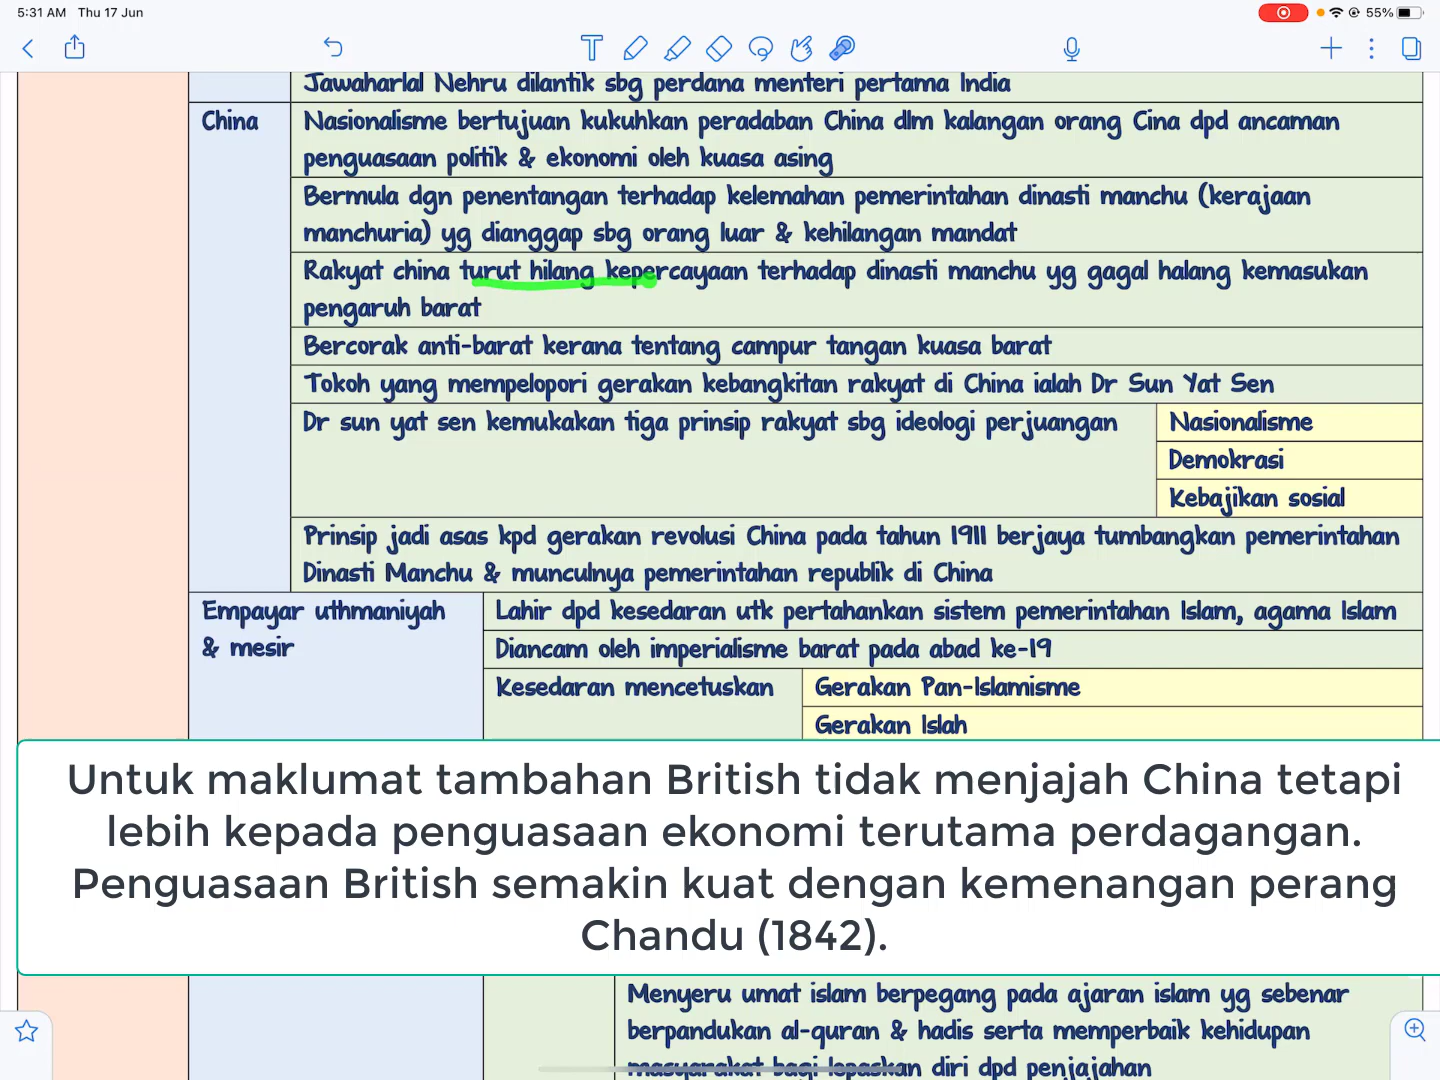 5:31 AM Thu 17 Jun
55%
Jawaharlal Nehru dilantik sbg perdana menteri pertama India
China
Nasionalisme bertujuan kukuhkan peradaban China dlm kalangan orang Cina dpd ancaman
penguasaan politik & ekonomi oleh kuasa asing
Bermula dgn penentangan terhadap kelemahan pemerintahan dinasti manchu (kerajaan
manchuria) yg dianggap sbg orang luar & kehilangan mandat
Rakyat china turut hilang kepercayaan terhadap dinasti manchu yg gagal halang kemasukan
pengaruh barat
Bercorak anti-barat kerana tentang campur tangan kuasa barat
Tokoh yang mempelopori gerakan kebangkitan rakyat di China ialah Dr Sun Yat Sen
Dr sun yat sen kemukakan tiga prinsip rakyat sbg ideologi perjuangan
Nasionalisme
Demokrasi
Kebajikan sosial
Prinsip jadi asas kpd gerakan revolusi China pada tahun 1911 berjaya tumbangkan pemerintahan
Dinasti Manchu & munculnya pemerintahan republik di China
Empayar uthmaniyah
& mesir
Lahir dpd kesedaran utk pertahankan sistem pemerintahan Islam, agama Islam
Diancam oleh imperialisme barat pada abad ke-19
Kesedaran mencetuskan
Gerakan Pan-Islamisme
Gerakan Islah
Untuk maklumat tambahan British tidak menjajah China tetapi
lebih kepada penguasaan ekonomi terutama perdagangan.
Penguasaan British semakin kuat dengan kemenangan perang
Chandu (1842).
Menyeru umat islam berpegang pada ajaran islam yg sebenar
berpandukan al-quran & hadis serta memperbaik kehidupan
masyarakat bagi lepaskan diri dpd penjajahan